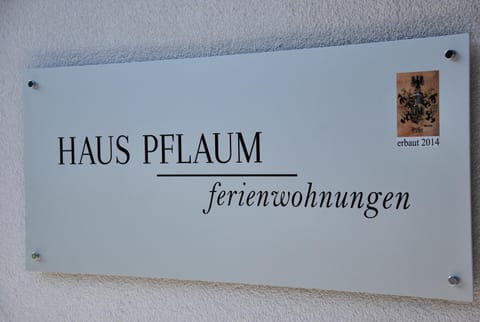 HAUS PFLAUM
ferienwohnungen
erbaut 2014